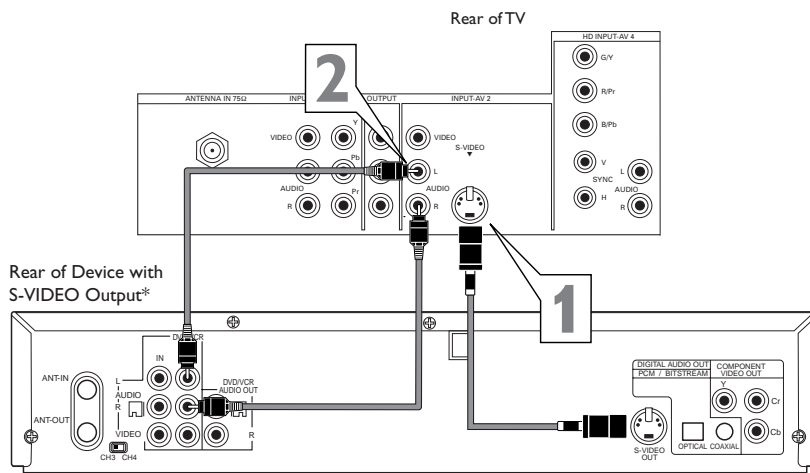 Rear of TV
HD INPUT-AV 4
G/Y
R/Pr
B/Pb
V
SYNC
H
L
AUDIO
R
ANTENNA IN 75Ω
OUTPUT
INPUT-AV 2
2
VIDEO
Y
Pb
AUDIO
R
Pr
VIDEO
L
AUDIO
R
S-VIDEO
1
Rear of Device with
S-VIDEO Output*
ANT-IN
ANT-OUT
CH3 CH4
IN
L
AUDIO
R
VIDEO
DVD/VCR
AUDIO OUT
R
DIGITAL AUDIO OUT
PCM / BITSTREAM
COMPONENT
VIDEO OUT
Y
Cr
Cb
S-VIDEO
OUT
OPTICAL COAXIAL